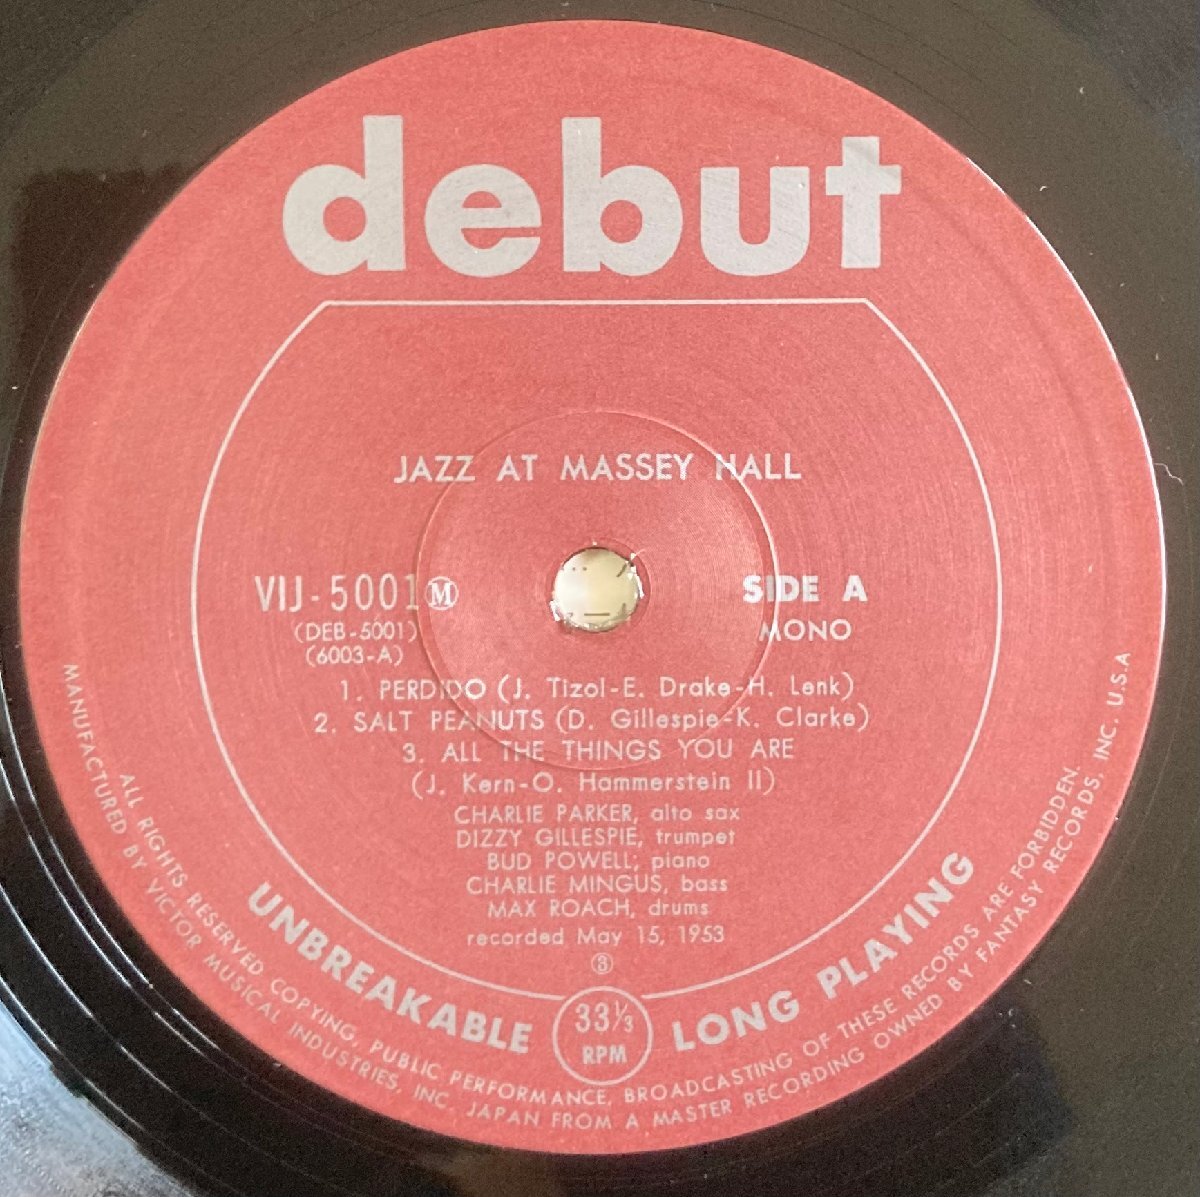 debut
JAZZ AT MASSEY HALL
VIJ-5001 Ⓜ
(DEB-5001)
(6003-A)
SIDE A
MONO
1. PERDIDO (J. Tizol-E. Drake-H. Lenk)
2. SALT PEANUTS (D. Gillespie-K. Clarke)
3. ALL THE THINGS YOU ARE
(J. Kern-O. Hammerstein II)
CHARLIE PARKER, alto sax
DIZZY GILLESPIE, trumpet
BUD POWELL; piano
CHARLIE MINGUS, bass
MAX ROACH, drums
recorded May 15, 1953
③
UNBREAKABLE
33⅓
RPM
LONG PLAYING
ALL RIGHTS RESERVED COPYING, PUBLIC PERFORMANCE, BROADCASTING OF THESE RECORDS ARE FORBIDDEN.
MANUFACTURED BY VICTOR MUSICAL INDUSTRIES, INC. JAPAN FROM A MASTER RECORDING OWNED BY FANTASY RECORDS, INC. U.S.A